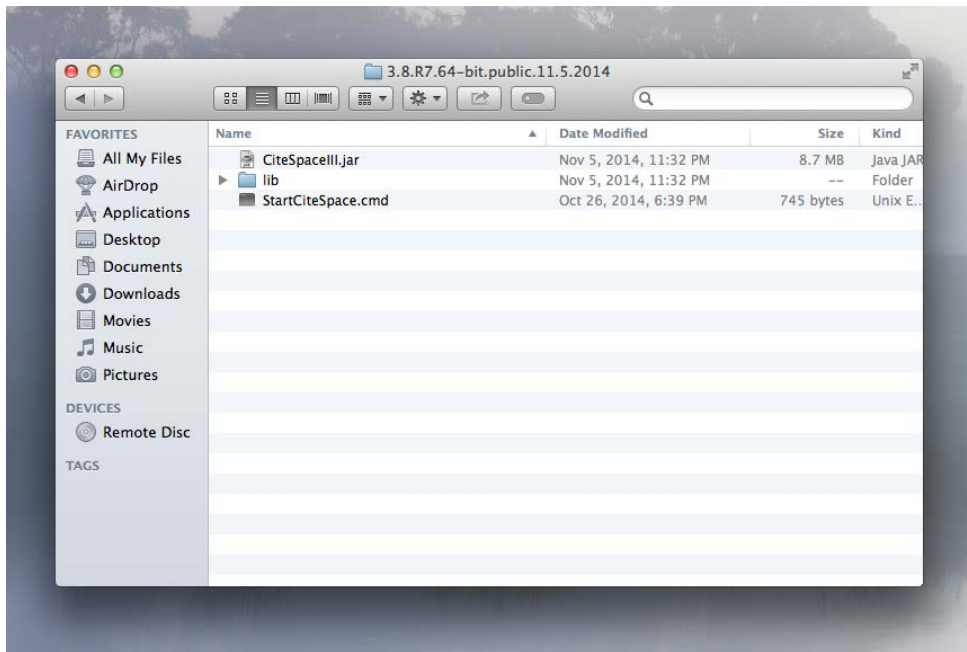 3.8.R7.64-bit.public.11.5.2014
FAVORITES
All My Files
AirDrop
Applications
Desktop
Documents
Downloads
Movies
Music
Pictures
DEVICES
Remote Disc
TAGS
Name Date Modified Size Kind
CiteSpaceIII.jar Nov 5, 2014, 11:32 PM 8.7 MB Java JAR
lib Nov 5, 2014, 11:32 PM -- Folder
StartCiteSpace.cmd Oct 26, 2014, 6:39 PM 745 bytes Unix E...